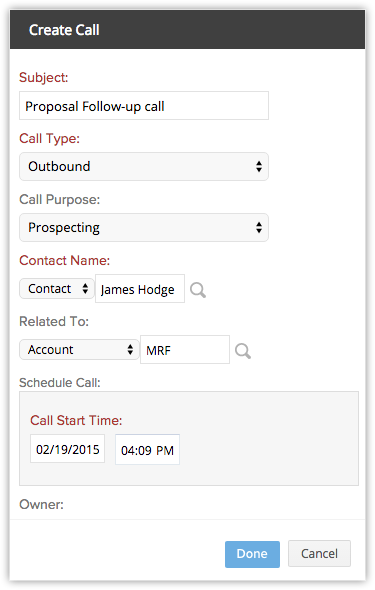 Create Call
Subject:
Proposal Follow-up call
Call Type:
Outbound
Call Purpose:
Prospecting
Contact Name:
Contact James Hodge
Related To:
Account MRF
Schedule Call:
Call Start Time:
02/19/2015 04:09 PM
Owner:
Done Cancel